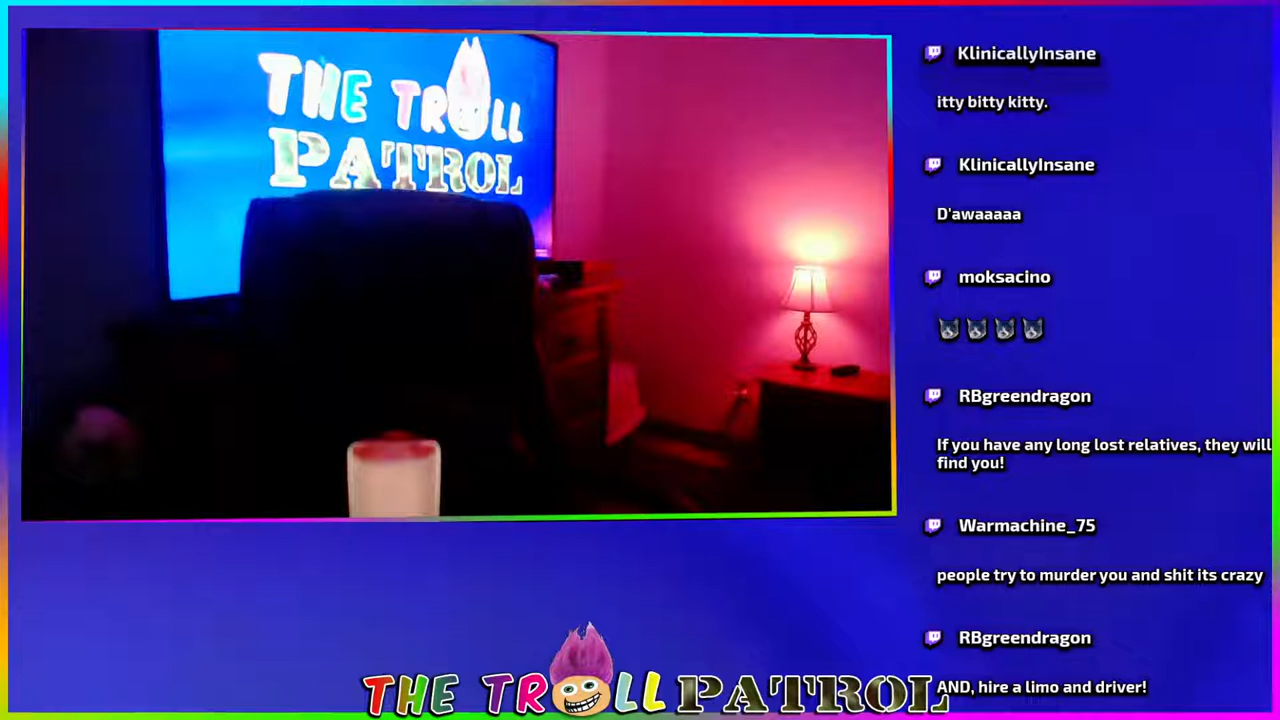 THE TROLL
PATROL
KlinicallyInsane
itty bitty kitty.
KlinicallyInsane
D'awaaaaa
moksacino
RBgreendragon
If you have any long lost relatives, they will
find you!
Warmachine_75
people try to murder you and shit its crazy
RBgreendragon
AND, hire a limo and driver!
THE TROLL PATROL